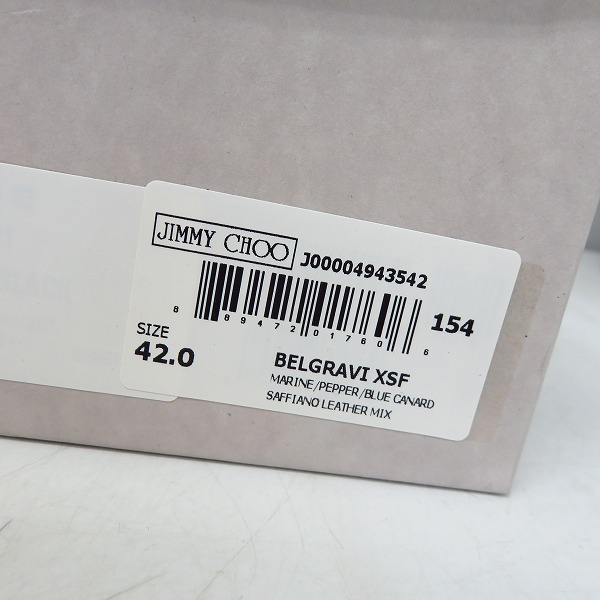 JIMMY CHOO
J00004943542
8 89472 01760 6
154
SIZE
42.0
BELGRAVI XSF
MARINE/PEPPER/BLUE CANARD
SAFFIANO LEATHER MIX